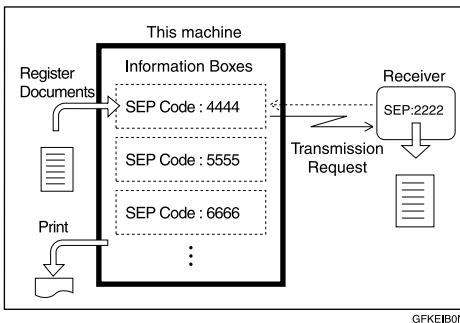 This machine
Information Boxes
Register
Documents
SEP Code : 4444
SEP Code : 5555
SEP Code : 6666
Print
Receiver
SEP:2222
Transmission
Request
GFKEIB0N